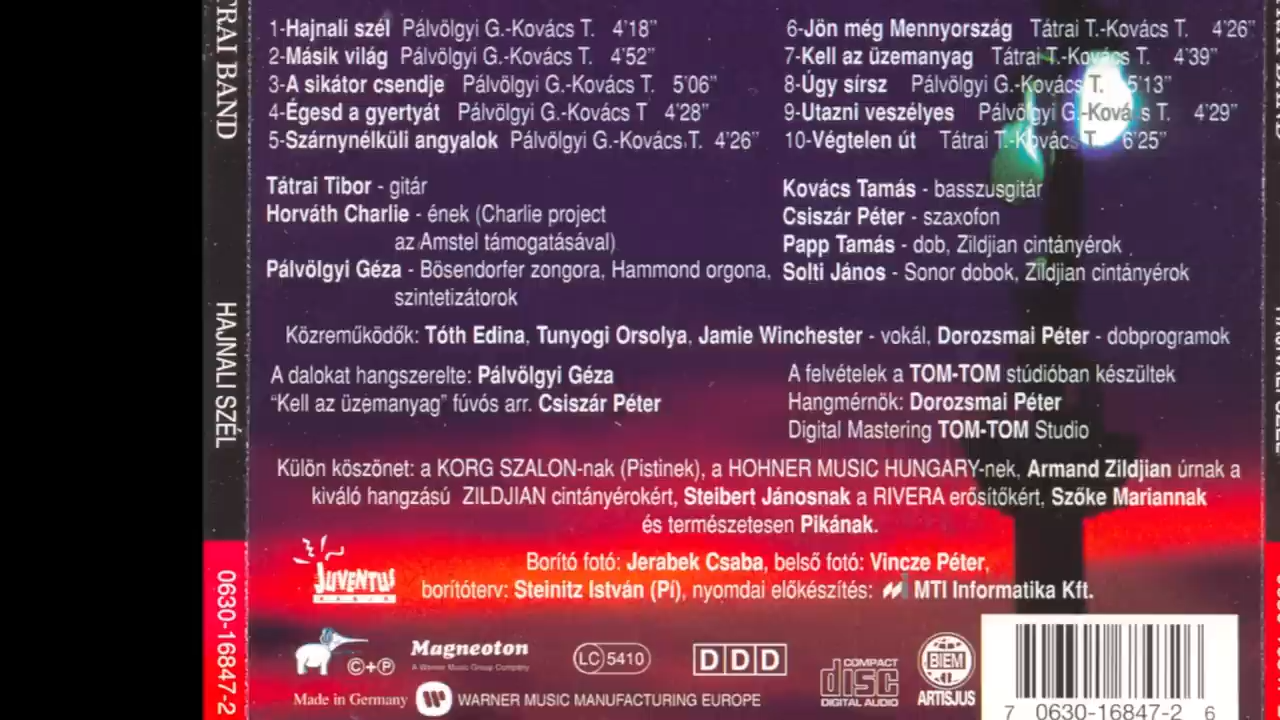 TRAI BAND
HAJNALI SZÉL
0630-16847-2
1-Hajnali szél Pálvölgyi G.-Kovács T. 4'18"
2-Másik világ Pálvölgyi G.-Kovács T. 4'52"
3-A sikátor csendje Pálvölgyi G.-Kovács T. 5'06"
4-Égesd a gyertyát Pálvölgyi G.-Kovács T 4'28"
5-Szárnynélküli angyalok Pálvölgyi G.-Kovács.T. 4'26"
6-Jön még Mennyország Tátrai T.-Kovács T. 4'26"
7-Kell az üzemanyag Tátrai T.-Kovács T. 4'39"
8-Úgy sírsz Pálvölgyi G.-Kovács T. 5'13"
9-Utazni veszélyes Pálvölgyi G.-Kovács T. 4'29"
10-Végtelen út Tátrai T.-Kovács T. 6'25"
Tátrai Tibor - gitár
Horváth Charlie - ének (Charlie project
az Amstel támogatásával)
Pálvölgyi Géza - Bösendorfer zongora, Hammond orgona,
szintetizátorok
Kovács Tamás - basszusgitár
Csiszár Péter - szaxofon
Papp Tamás - dob, Zildjian cintányérok
Solti János - Sonor dobok, Zildjian cintányérok
Közreműködők: Tóth Edina, Tunyogi Orsolya, Jamie Winchester - vokál, Dorozsmai Péter - dobprogramok
A dalokat hangszerelte: Pálvölgyi Géza
"Kell az üzemanyag" fúvós arr. Csiszár Péter
A felvételek a TOM-TOM stúdióban készültek
Hangmérnök: Dorozsmai Péter
Digital Mastering TOM-TOM Studio
Külön köszönet: a KORG SZALON-nak (Pistinek), a HOHNER MUSIC HUNGARY-nek, Armand Zildjian úrnak a
kiváló hangzású ZILDJIAN cintányérokért, Steibert Jánosnak a RIVERA erősítőkért, Szőke Mariannak
és természetesen Pikának.
Borító fotó: Jerabek Csaba, belső fotó: Vincze Péter,
borítóterv: Steinitz István (Pi), nyomdai előkészítés: MTI Informatika Kft.
JUVENTUS
RÁDIÓ
©+℗
Magneoton
A Warner Music Group Company
LC 5410
DDD
COMPACT
disc
DIGITAL AUDIO
BIEM
ARTISJUS
Made in Germany
WARNER MUSIC MANUFACTURING EUROPE
7 0630-16847-2 6